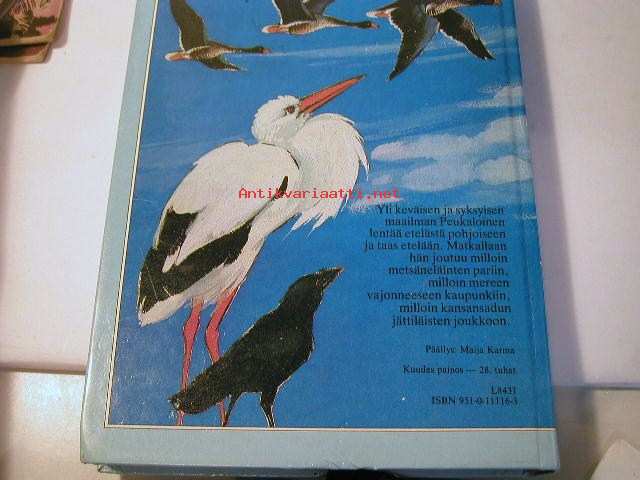 Antikvariaatti.net
Yli keväisen ja syksyisen
maailman Peukaloinen
lentää etelästä pohjoiseen
ja taas etelään. Matkallaan
hän joutuu milloin
metsäneläinten pariin,
milloin mereen
vajonneeseen kaupunkiin,
milloin kansansadun
jättiläisten joukkoon.
Päällys: Maija Karma
Kuudes painos — 28. tuhat
L8431
ISBN 951-0-11116-3